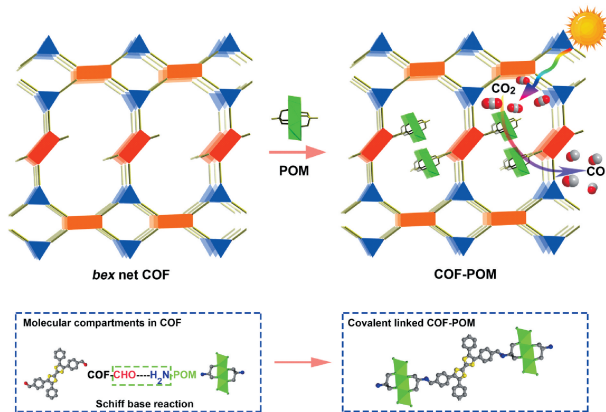 CO2
POM
CO
bex net COF
COF-POM
Molecular compartments in COF
COF-CHO----H2N-POM
Schiff base reaction
Covalent linked COF-POM